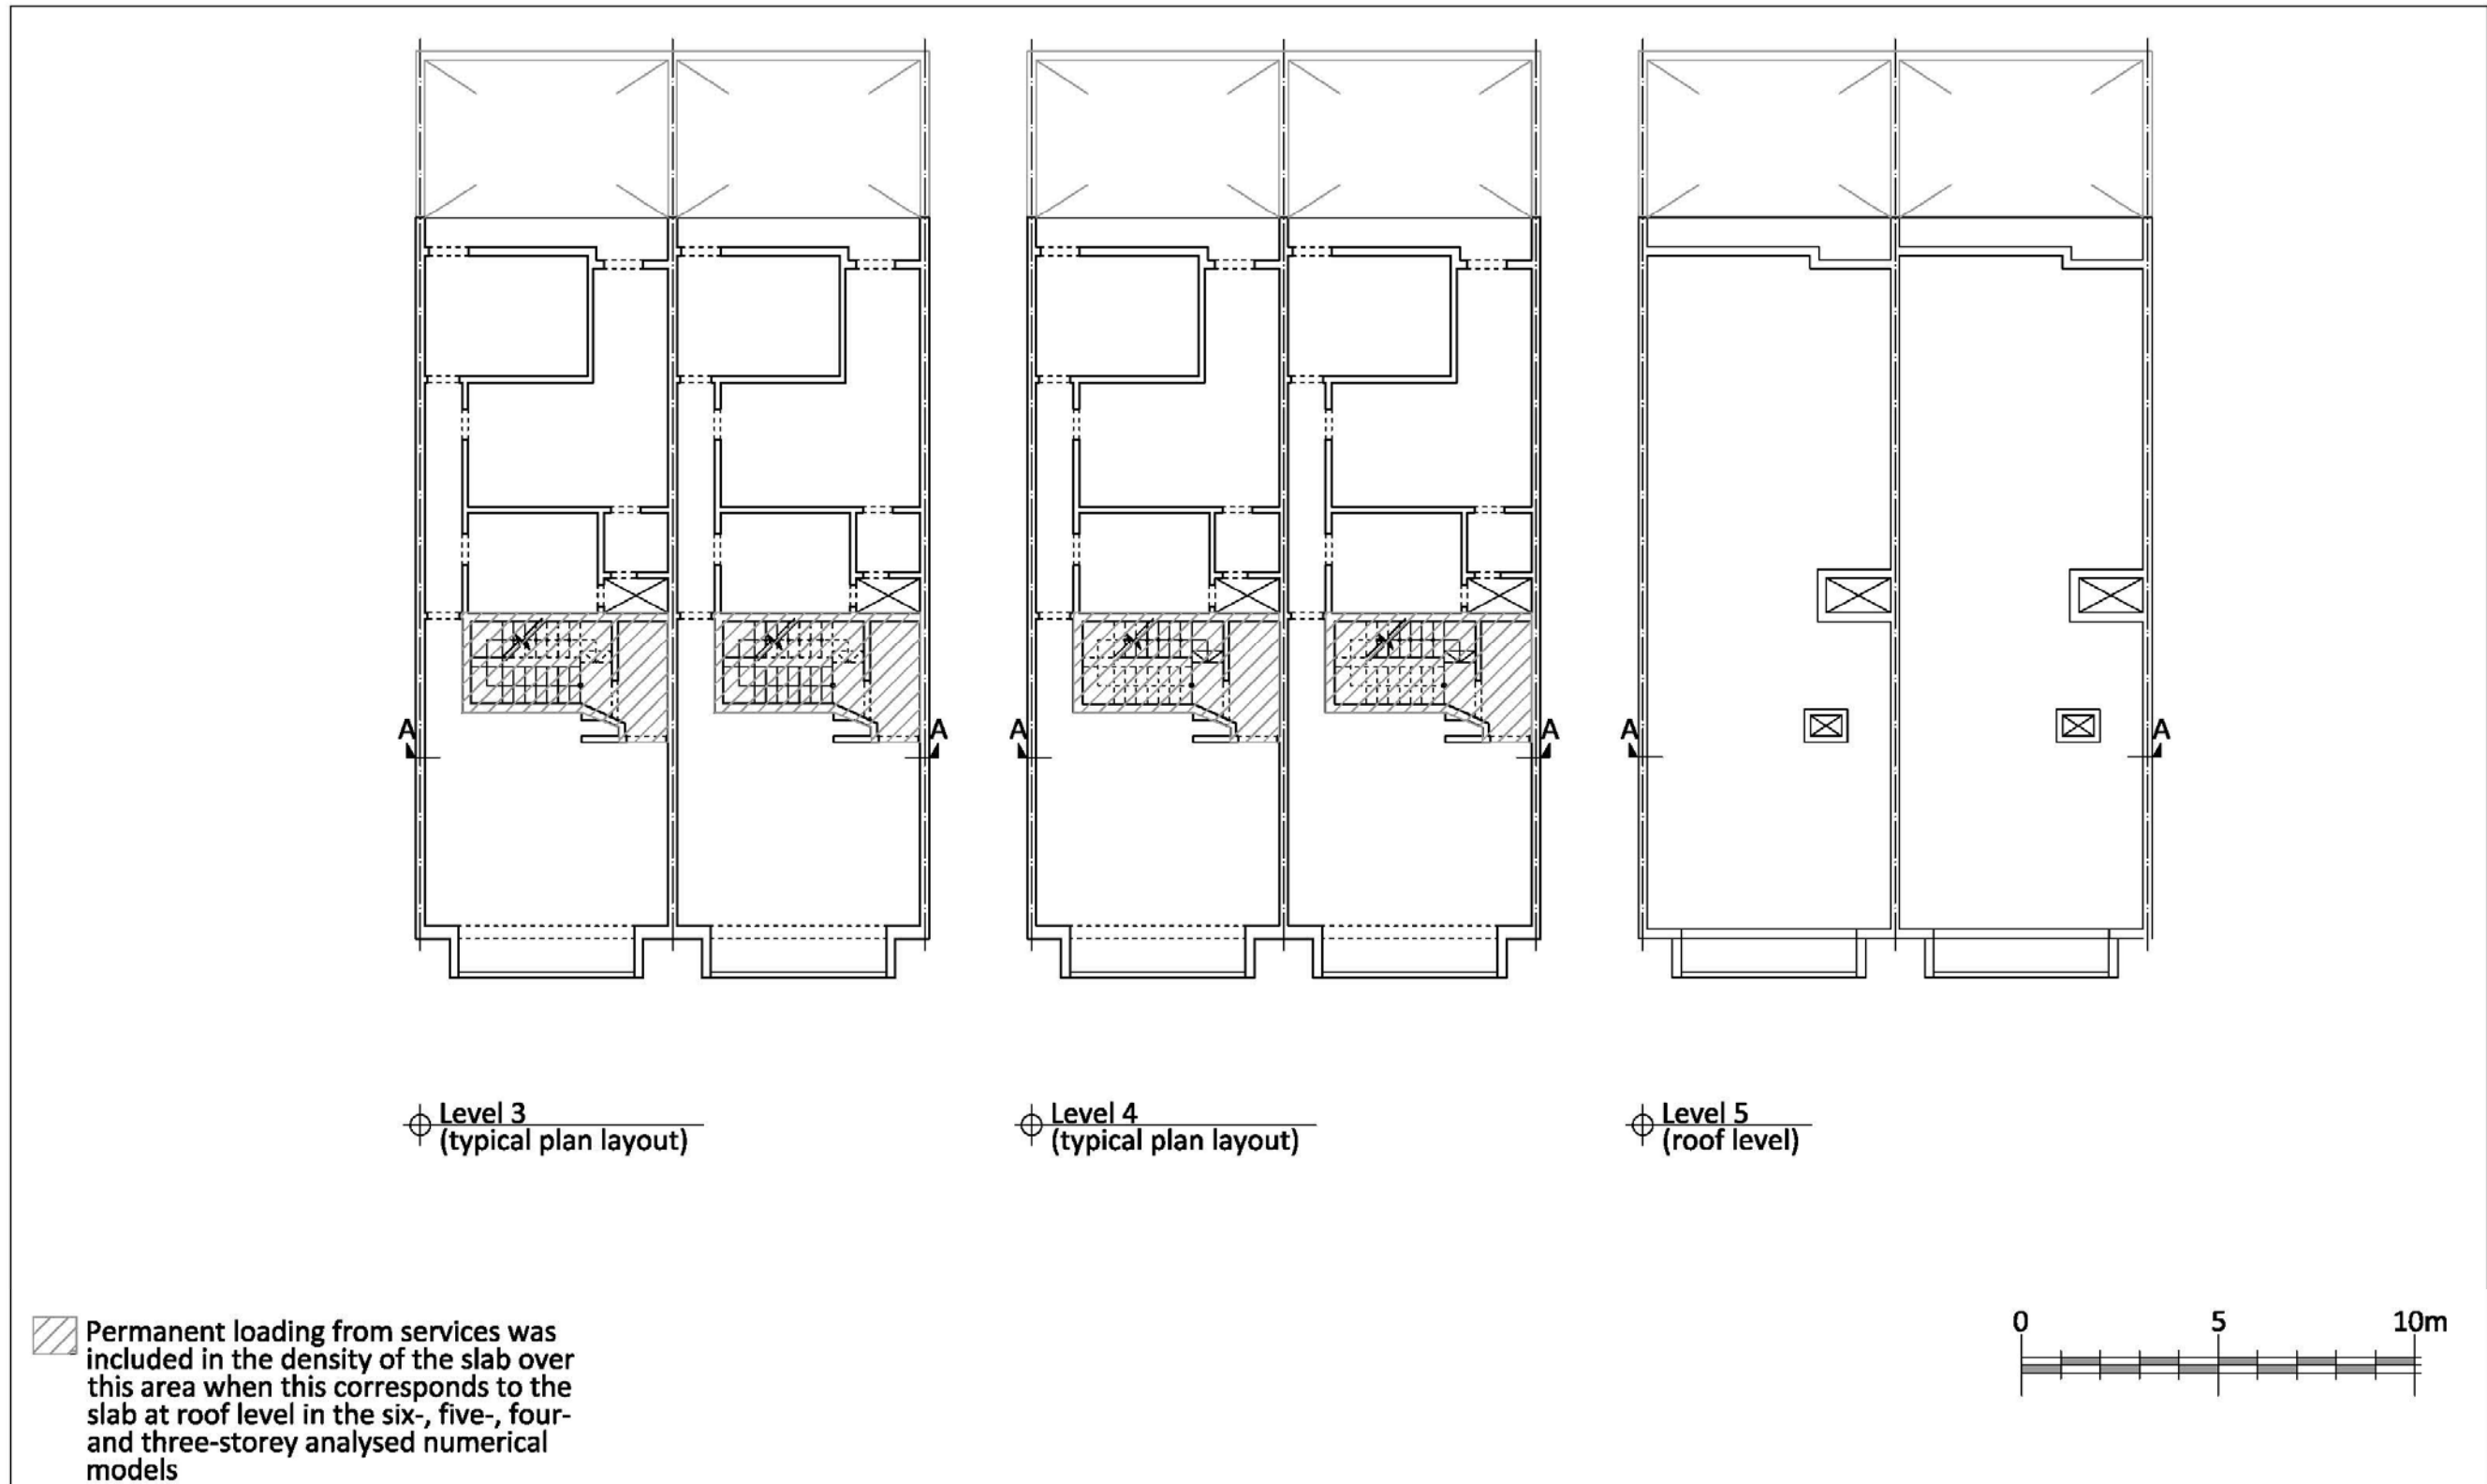 A A A A A A
Level 3
(typical plan layout)
Level 4
(typical plan layout)
Level 5
(roof level)
Permanent loading from services was
included in the density of the slab over
this area when this corresponds to the
slab at roof level in the six-, five-, four-
and three-storey analysed numerical
models
0 5 10m